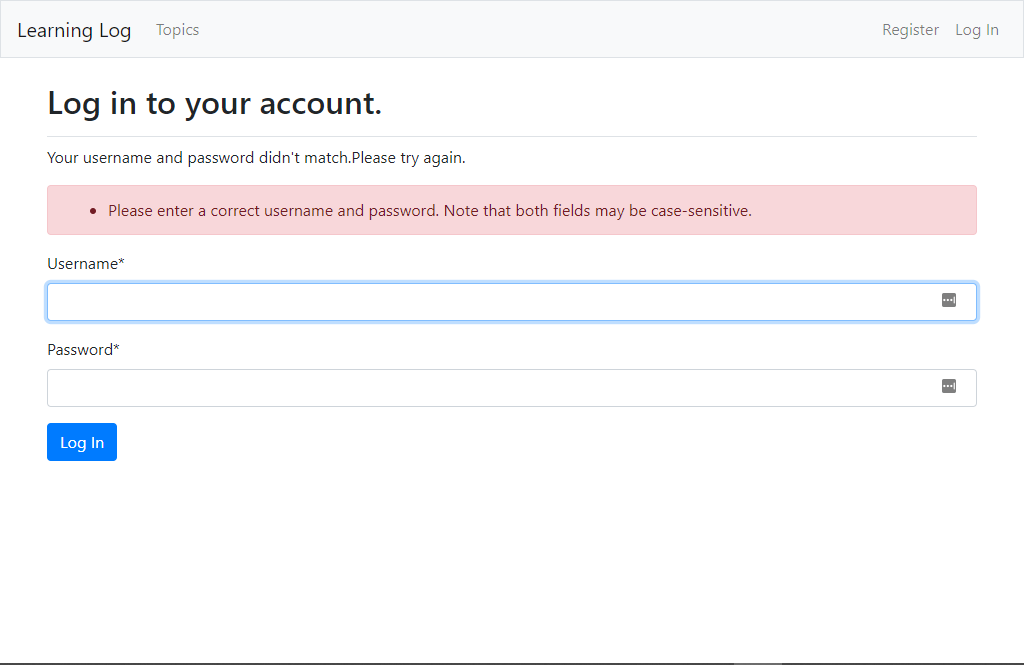 Learning Log Topics Register Log In
Log in to your account.
Your username and password didn't match.Please try again.
• Please enter a correct username and password. Note that both fields may be case-sensitive.
Username*
Password*
Log In